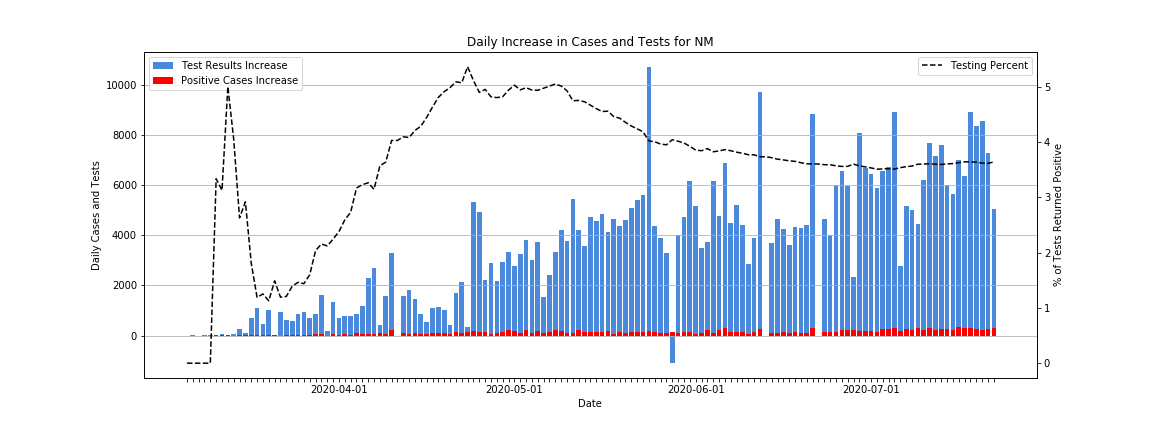 Daily Increase in Cases and Tests for NM
Test Results Increase
Positive Cases Increase
Testing Percent
10000
8000
6000
4000
2000
0
Daily Cases and Tests
5
4
3
2
1
0
% of Tests Returned Positive
2020-04-01
2020-05-01
2020-06-01
2020-07-01
Date